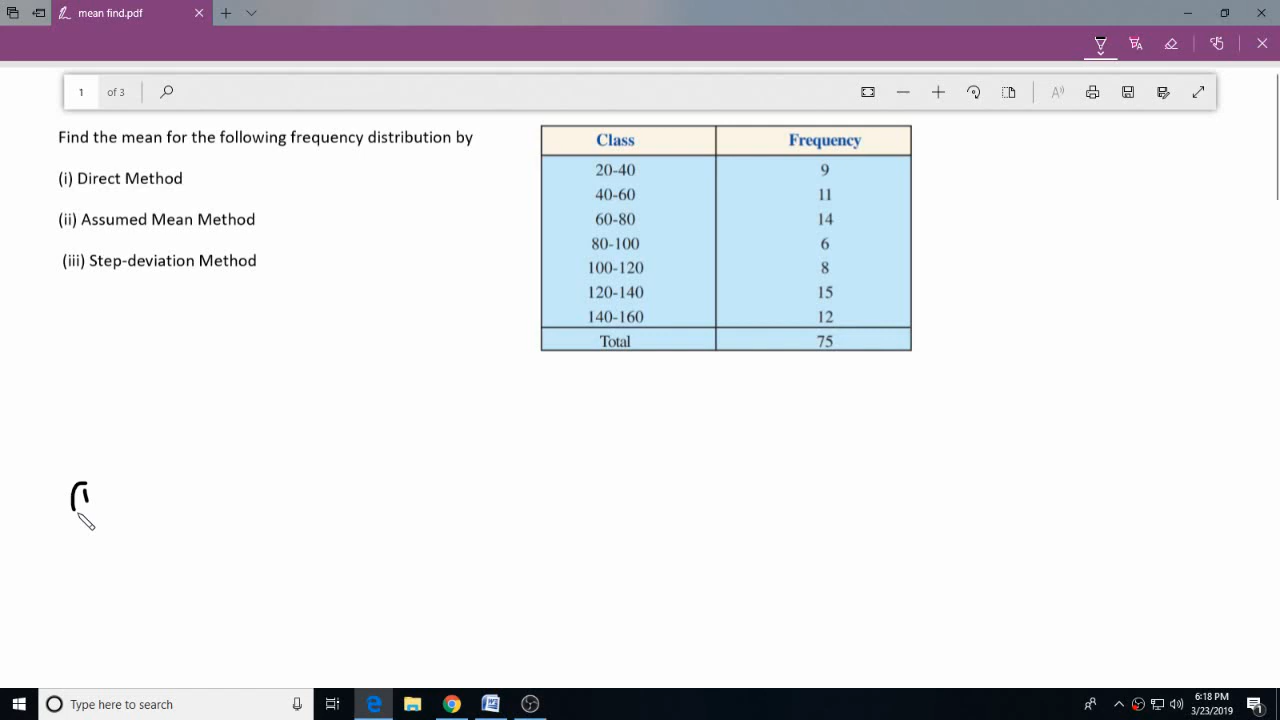 mean find.pdf
1 of 3
Find the mean for the following frequency distribution by
(i) Direct Method
(ii) Assumed Mean Method
(iii) Step-deviation Method
Class Frequency
20-40 9
40-60 11
60-80 14
80-100 6
100-120 8
120-140 15
140-160 12
Total 75
Type here to search
6:18 PM
3/23/2019